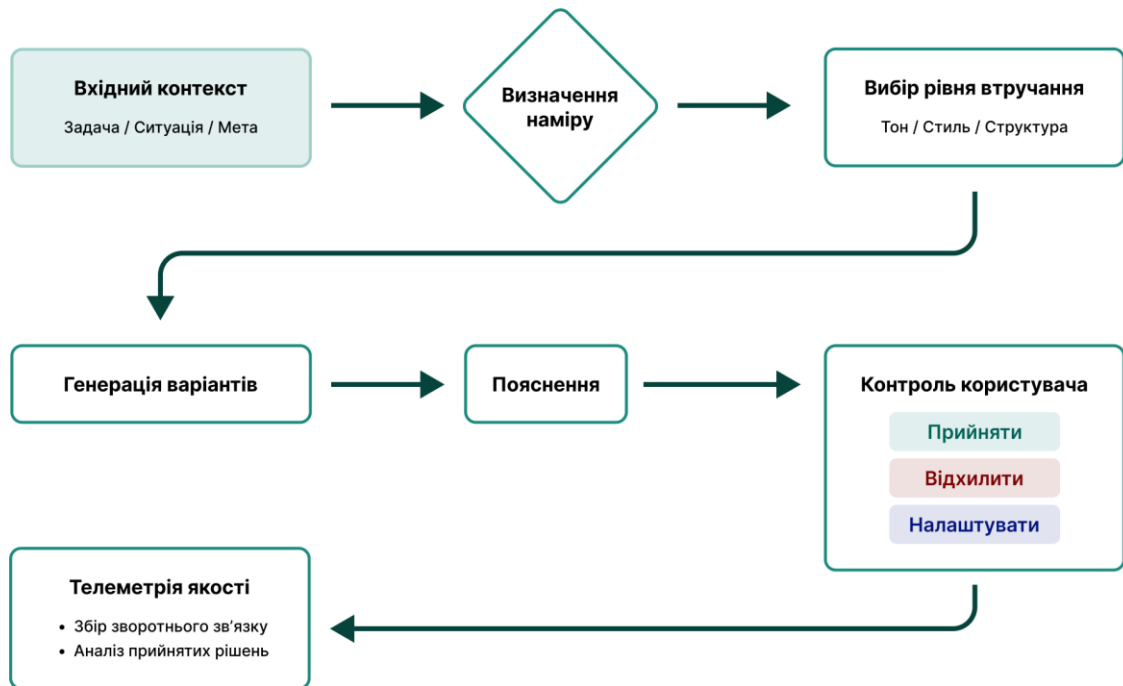 Вхідний контекст
Задача / Ситуація / Мета
Визначення
наміру
Вибір рівня втручання
Тон / Стиль / Структура
Генерація варіантів
Пояснення
Контроль користувача
Прийняти
Відхилити
Налаштувати
Телеметрія якості
• Збір зворотнього зв’язку
• Аналіз прийнятих рішень